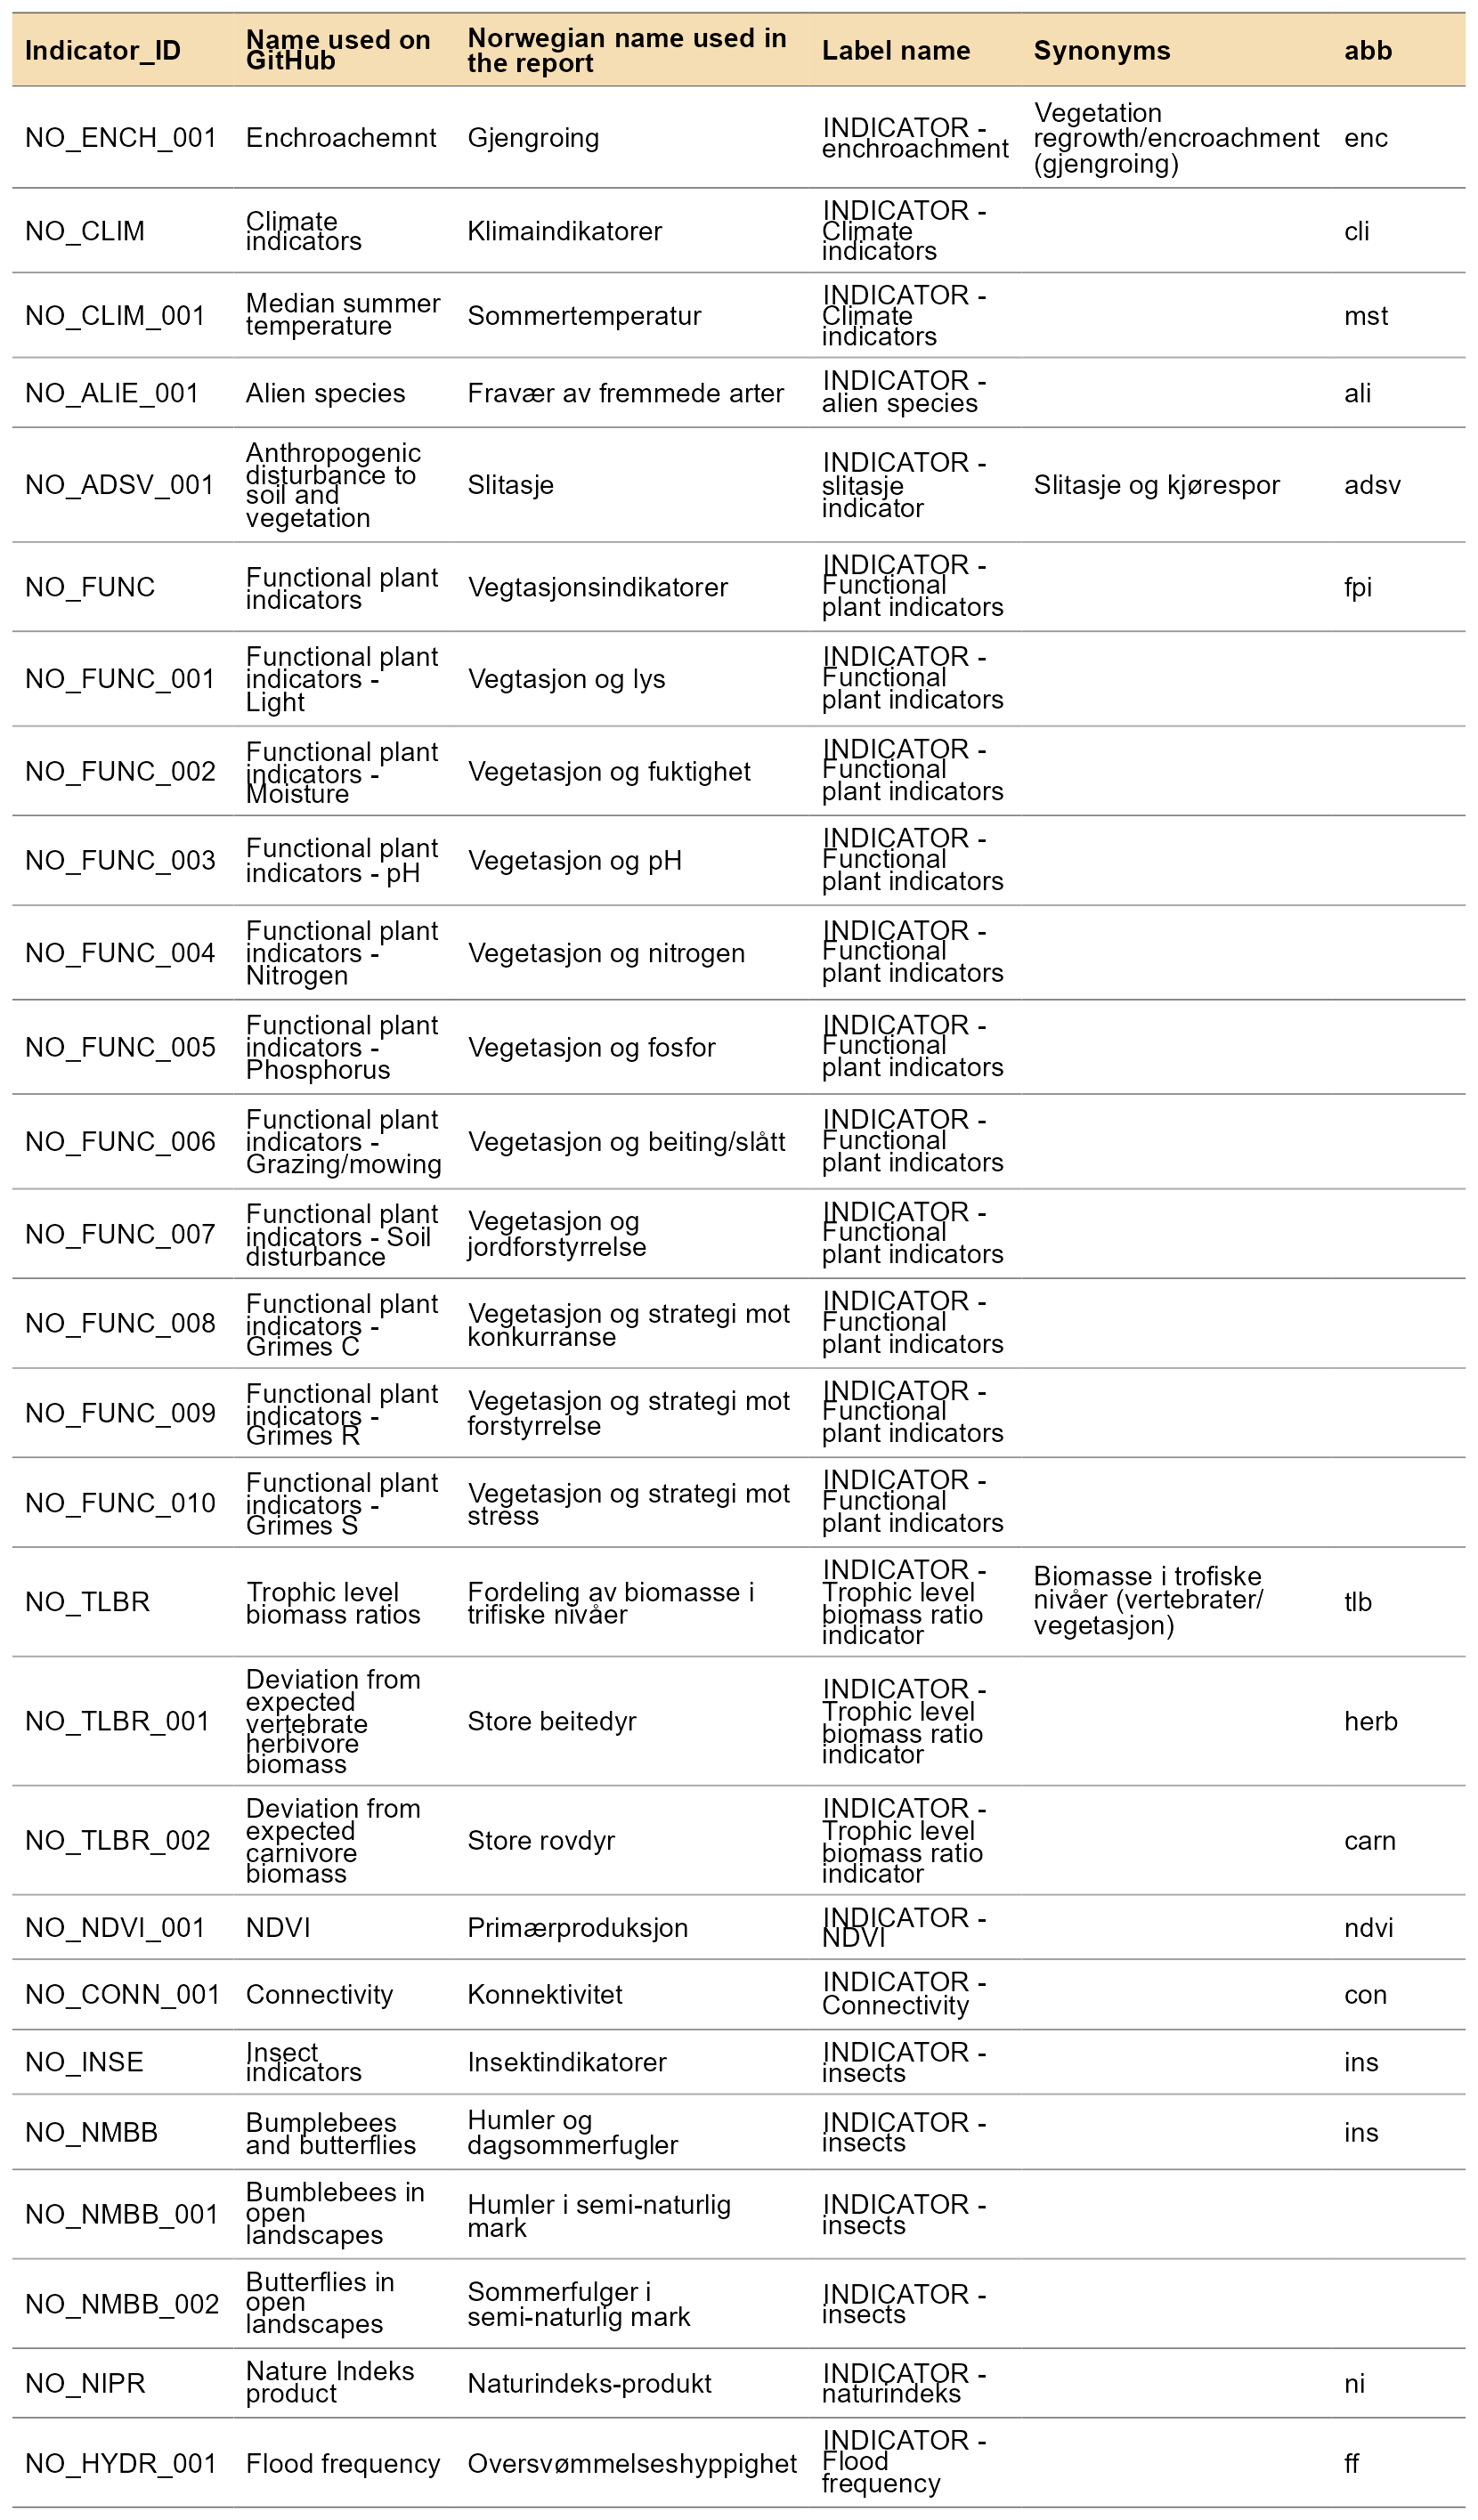 Indicator_ID
Name used on
GitHub
Norwegian name used in
the report
Label name
Synonyms
abb
NO_ENCH_001
Enchroachemnt
Gjengroing
INDICATOR -
enchroachment
Vegetation
regrowth/encroachment
(gjengroing)
enc
NO_CLIM
Climate
indicators
Klimaindikatorer
INDICATOR -
Climate
indicators
cli
NO_CLIM_001
Median summer
temperature
Sommertemperatur
INDICATOR -
Climate
indicators
mst
NO_ALIE_001
Alien species
Fravær av fremmede arter
INDICATOR -
alien species
ali
NO_ADSV_001
Anthropogenic
disturbance to
soil and
vegetation
Slitasje
INDICATOR -
slitasje
indicator
Slitasje og kjørespor
adsv
NO_FUNC
Functional plant
indicators
Vegtasjonsindikatorer
INDICATOR -
Functional
plant indicators
fpi
NO_FUNC_001
Functional plant
indicators -
Light
Vegtasjon og lys
INDICATOR -
Functional
plant indicators
NO_FUNC_002
Functional plant
indicators -
Moisture
Vegetasjon og fuktighet
INDICATOR -
Functional
plant indicators
NO_FUNC_003
Functional plant
indicators - pH
Vegetasjon og pH
INDICATOR -
Functional
plant indicators
NO_FUNC_004
Functional plant
indicators -
Nitrogen
Vegetasjon og nitrogen
INDICATOR -
Functional
plant indicators
NO_FUNC_005
Functional plant
indicators -
Phosphorus
Vegetasjon og fosfor
INDICATOR -
Functional
plant indicators
NO_FUNC_006
Functional plant
indicators -
Grazing/mowing
Vegetasjon og beiting/slått
INDICATOR -
Functional
plant indicators
NO_FUNC_007
Functional plant
indicators - Soil
disturbance
Vegetasjon og
jordforstyrrelse
INDICATOR -
Functional
plant indicators
NO_FUNC_008
Functional plant
indicators -
Grimes C
Vegetasjon og strategi mot
konkurranse
INDICATOR -
Functional
plant indicators
NO_FUNC_009
Functional plant
indicators -
Grimes R
Vegetasjon og strategi mot
forstyrrelse
INDICATOR -
Functional
plant indicators
NO_FUNC_010
Functional plant
indicators -
Grimes S
Vegetasjon og strategi mot
stress
INDICATOR -
Functional
plant indicators
NO_TLBR
Trophic level
biomass ratios
Fordeling av biomasse i
trifiske nivåer
INDICATOR -
Trophic level
biomass ratio
indicator
Biomasse i trofiske
nivåer (vertebrater/
vegetasjon)
tlb
NO_TLBR_001
Deviation from
expected
vertebrate
herbivore
biomass
Store beitedyr
INDICATOR -
Trophic level
biomass ratio
indicator
herb
NO_TLBR_002
Deviation from
expected
carnivore
biomass
Store rovdyr
INDICATOR -
Trophic level
biomass ratio
indicator
carn
NO_NDVI_001
NDVI
Primærproduksjon
INDICATOR -
NDVI
ndvi
NO_CONN_001
Connectivity
Konnektivitet
INDICATOR -
Connectivity
con
NO_INSE
Insect
indicators
Insektindikatorer
INDICATOR -
insects
ins
NO_NMBB
Bumplebees
and butterflies
Humler og
dagsommerfugler
INDICATOR -
insects
ins
NO_NMBB_001
Bumblebees in
open
landscapes
Humler i semi-naturlig
mark
INDICATOR -
insects
NO_NMBB_002
Butterflies in
open
landscapes
Sommerfulger i
semi-naturlig mark
INDICATOR -
insects
NO_NIPR
Nature Indeks
product
Naturindeks-produkt
INDICATOR -
naturindeks
ni
NO_HYDR_001
Flood frequency
Oversvømmelseshyppighet
INDICATOR -
Flood
frequency
ff